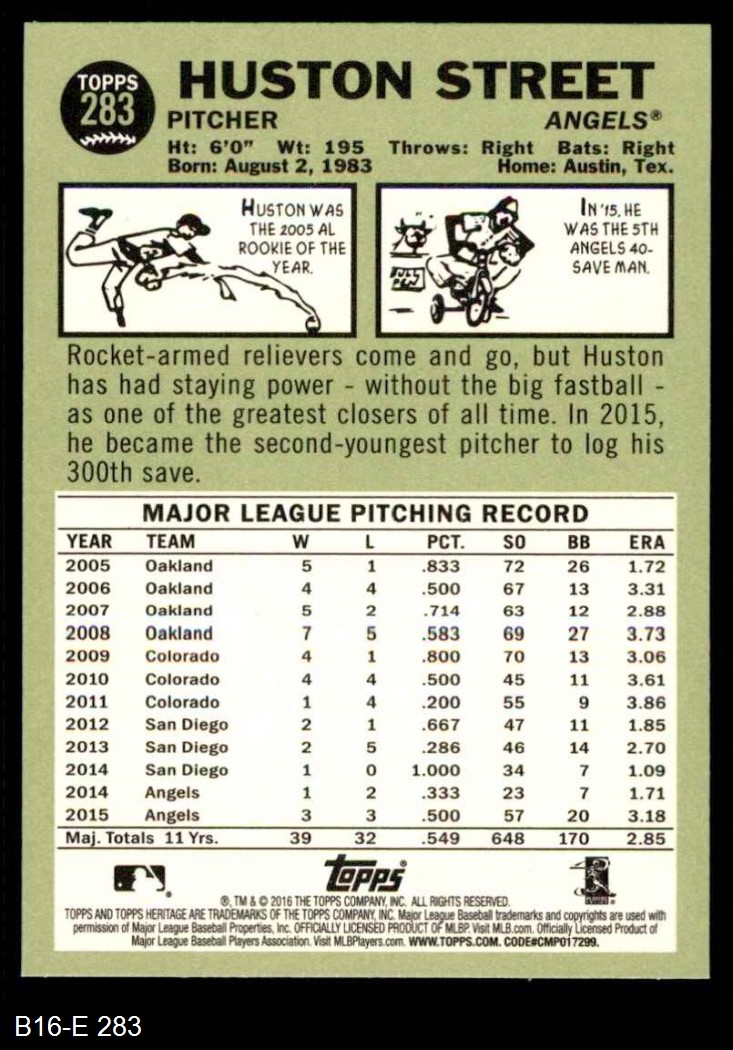 TOPPS
283
HUSTON STREET
PITCHER ANGELS®
Ht: 6'0" Wt: 195 Throws: Right Bats: Right
Born: August 2, 1983 Home: Austin, Tex.
HUSTON WAS
THE 2005 AL
ROOKIE OF THE
YEAR.
IN '15, HE
WAS THE 5TH
ANGELS 40-
SAVE MAN.
BULL
PEN
Rocket-armed relievers come and go, but Huston
has had staying power - without the big fastball -
as one of the greatest closers of all time. In 2015,
he became the second-youngest pitcher to log his
300th save.
MAJOR LEAGUE PITCHING RECORD
YEAR TEAM W L PCT. SO BB ERA
2005 Oakland 5 1 .833 72 26 1.72
2006 Oakland 4 4 .500 67 13 3.31
2007 Oakland 5 2 .714 63 12 2.88
2008 Oakland 7 5 .583 69 27 3.73
2009 Colorado 4 1 .800 70 13 3.06
2010 Colorado 4 4 .500 45 11 3.61
2011 Colorado 1 4 .200 55 9 3.86
2012 San Diego 2 1 .667 47 11 1.85
2013 San Diego 2 5 .286 46 14 2.70
2014 San Diego 1 0 1.000 34 7 1.09
2014 Angels 1 2 .333 23 7 1.71
2015 Angels 3 3 .500 57 20 3.18
Maj. Totals 11 Yrs. 39 32 .549 648 170 2.85
topps®
®, TM & © 2016 THE TOPPS COMPANY, INC. ALL RIGHTS RESERVED.
TOPPS AND TOPPS HERITAGE ARE TRADEMARKS OF THE TOPPS COMPANY, INC. Major League Baseball trademarks and copyrights are used with
permission of Major League Baseball Properties, Inc. OFFICIALLY LICENSED PRODUCT OF MLBP. Visit MLB.com. Officially Licensed Product of
Major League Baseball Players Association. Visit MLBPlayers.com. WWW.TOPPS.COM. CODE#CMP017299.
B16-E 283